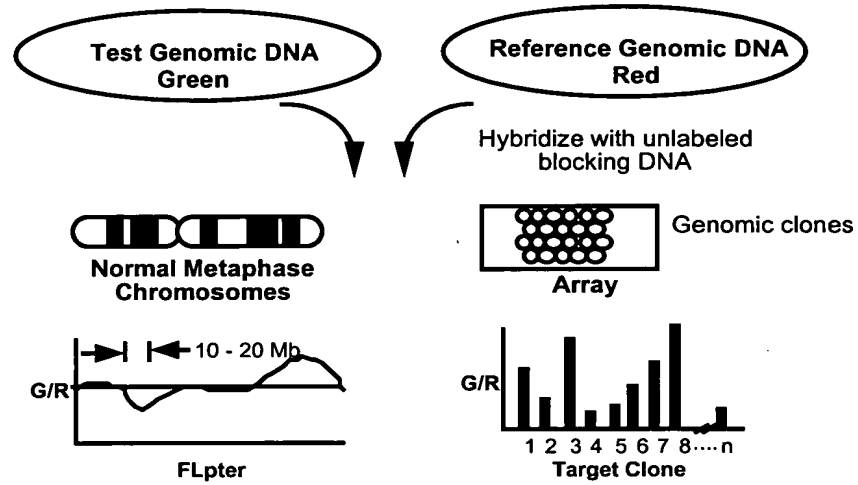 Test Genomic DNA
Green
Reference Genomic DNA
Red
Hybridize with unlabeled
blocking DNA
Normal Metaphase
Chromosomes
Genomic clones
Array
10 - 20 Mb
G/R
FLpter
G/R
1 2 3 4 5 6 7 8 .... n
Target Clone